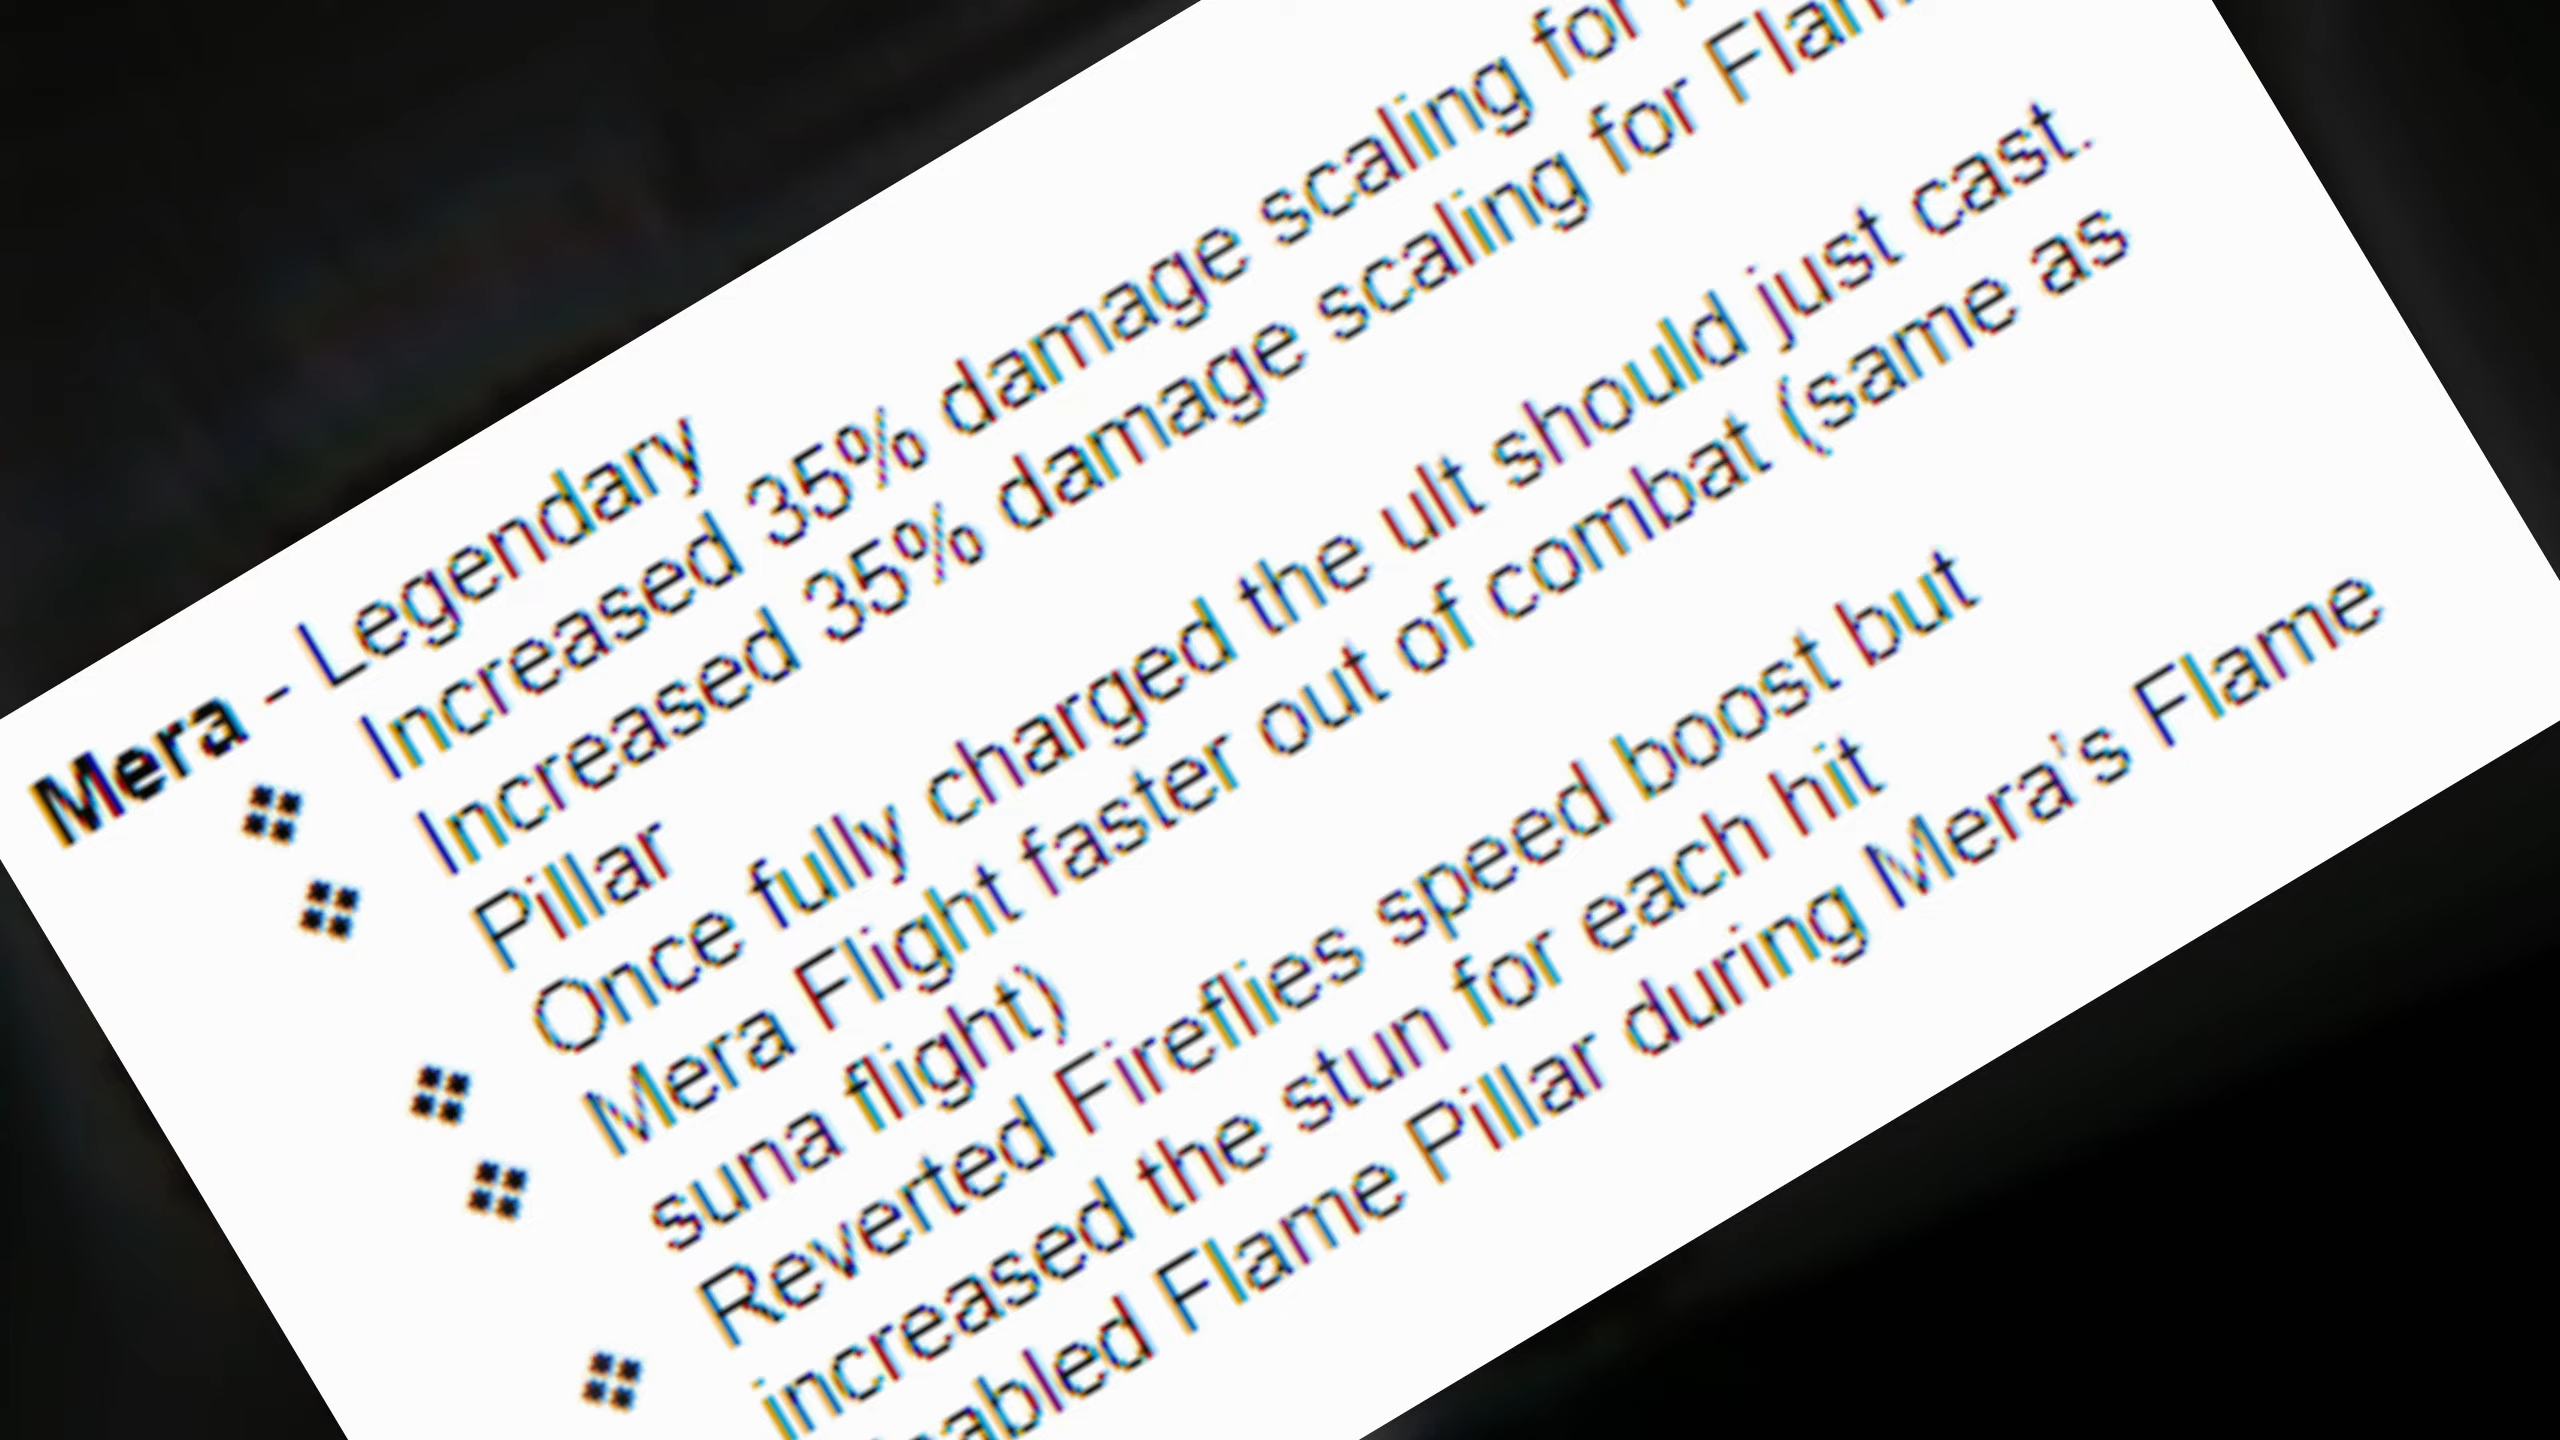 Mera - Legendary
❖ Increased 35% damage scaling for
❖ Increased 35% damage scaling for
Pillar
❖ Once fully charged the ult should just cast.
❖ Mera Flight faster out of combat (same as
suna flight)
❖ Reverted Fireflies speed boost but
increased the stun for each hit
Flame Pillar during Mera's Flame